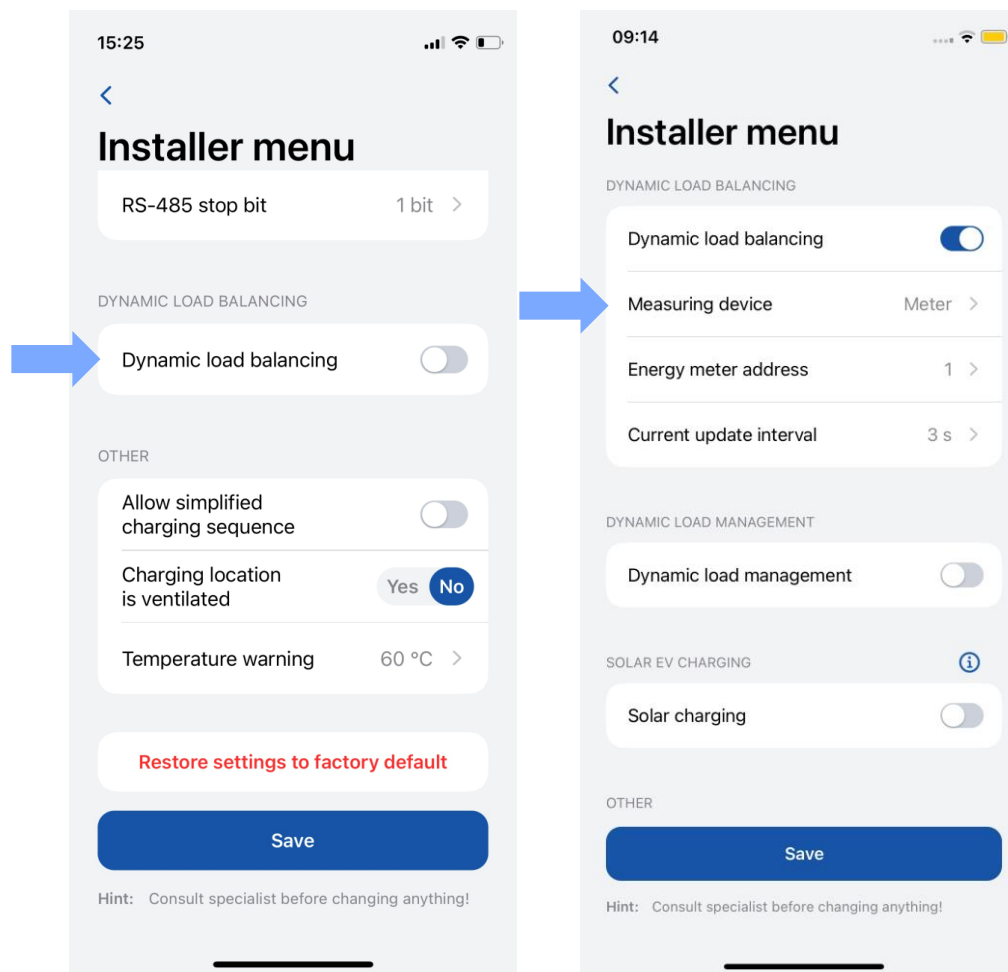 15:25
Installer menu
RS-485 stop bit 1 bit
DYNAMIC LOAD BALANCING
Dynamic load balancing
OTHER
Allow simplified
charging sequence
Charging location
is ventilated
Yes No
Temperature warning 60 °C
Restore settings to factory default
Save
Hint: Consult specialist before changing anything!
09:14
Installer menu
DYNAMIC LOAD BALANCING
Dynamic load balancing
Measuring device Meter
Energy meter address 1
Current update interval 3 s
DYNAMIC LOAD MANAGEMENT
Dynamic load management
SOLAR EV CHARGING
Solar charging
OTHER
Save
Hint: Consult specialist before changing anything!